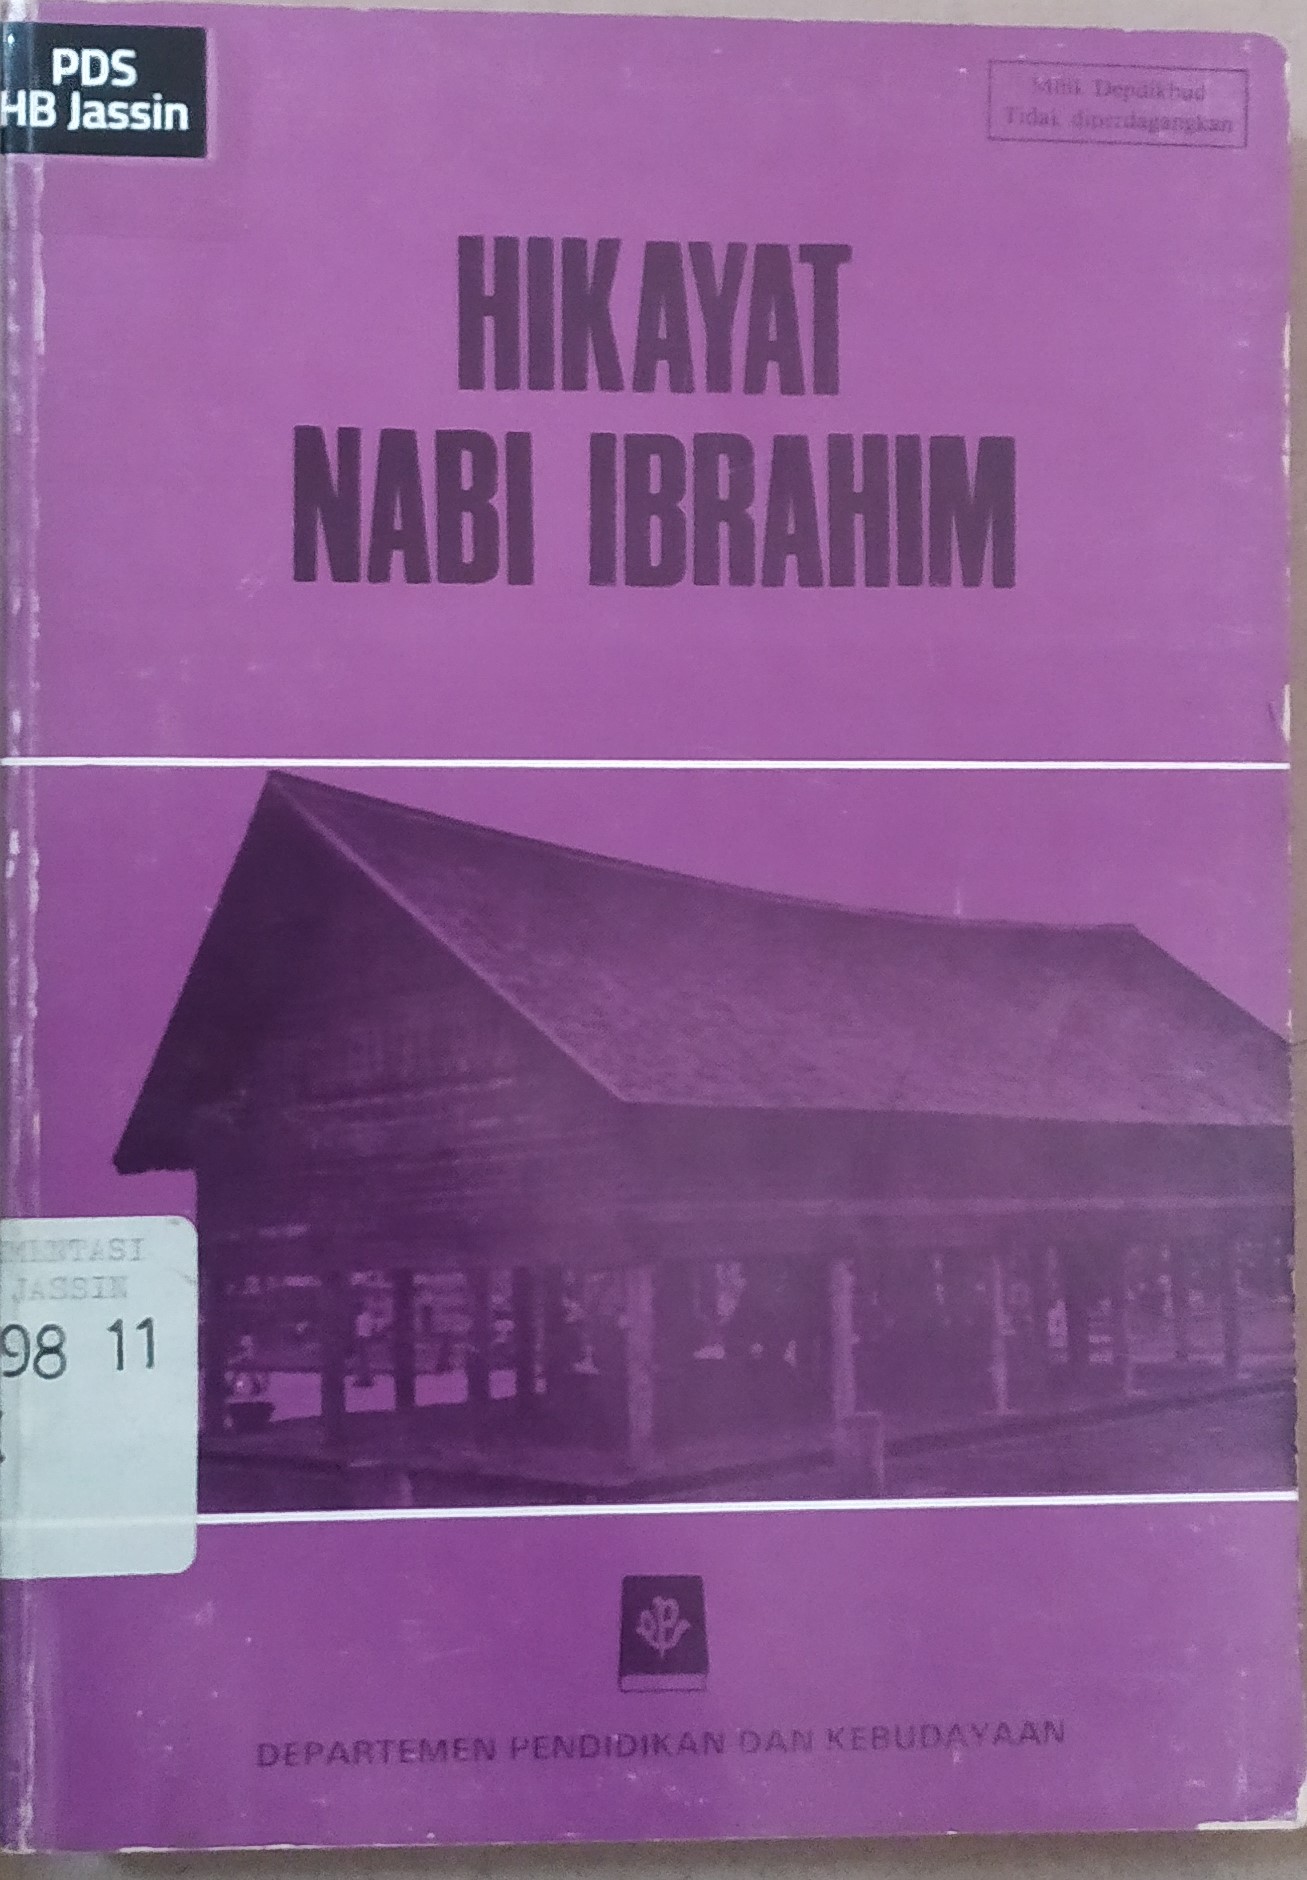 PDS
HB Jassin
Milik Depdikbud
Tidak diperdagangkan
HIKAYAT
NABI IBRAHIM
JASSIN
98 11
DEPARTEMEN PENDIDIKAN DAN KEBUDAYAAN